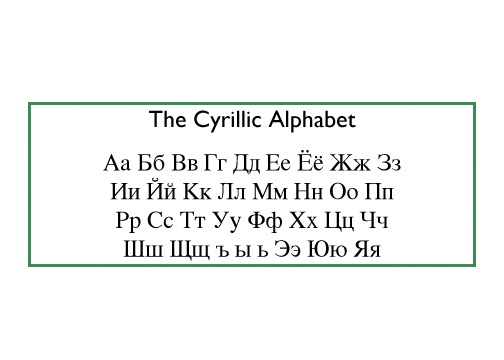 The Cyrillic Alphabet
Аа Бб Вв Гг Дд Ее Ёё Жж Зз
Ии Йй Кк Лл Мм Нн Оо Пп
Рр Сс Тт Уу Фф Хх Цц Чч
Шш Щщ ъ ы ь Ээ Юю Яя